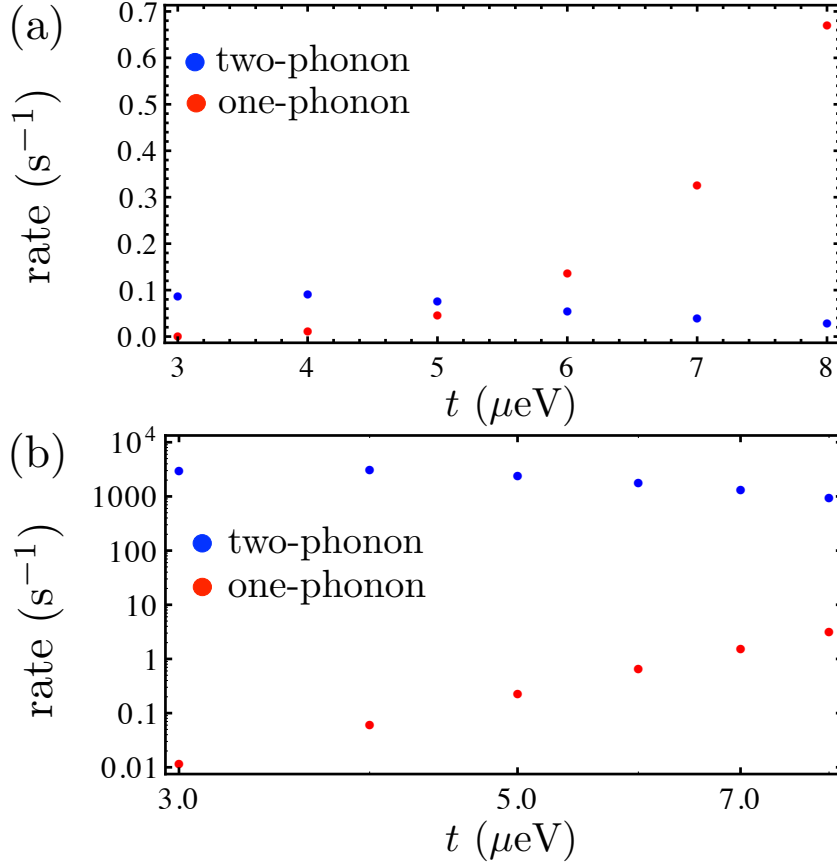 (a)
0.7
0.6
0.5
0.4
0.3
0.2
0.1
0.0
rate (s⁻¹)
two-phonon
one-phonon
3 4 5 6 7 8
t (μeV)
(b)
10⁴
1000
100
10
1
0.1
0.01
rate (s⁻¹)
two-phonon
one-phonon
3.0 5.0 7.0
t (μeV)